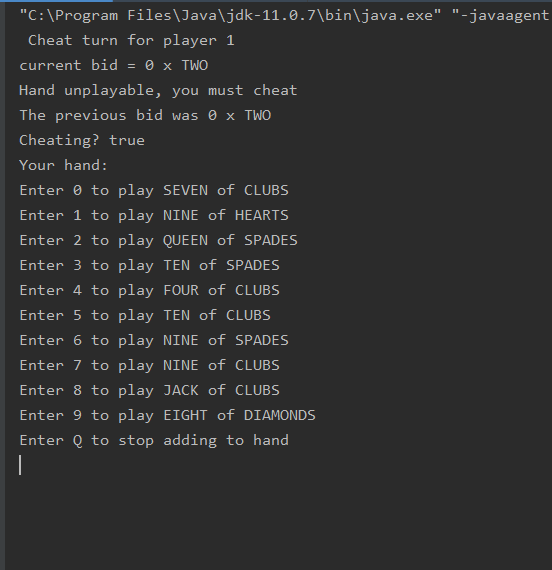 "C:\Program Files\Java\jdk-11.0.7\bin\java.exe" "-javaagent
Cheat turn for player 1
current bid = 0 x TWO
Hand unplayable, you must cheat
The previous bid was 0 x TWO
Cheating? true
Your hand:
Enter 0 to play SEVEN of CLUBS
Enter 1 to play NINE of HEARTS
Enter 2 to play QUEEN of SPADES
Enter 3 to play TEN of SPADES
Enter 4 to play FOUR of CLUBS
Enter 5 to play TEN of CLUBS
Enter 6 to play NINE of SPADES
Enter 7 to play NINE of CLUBS
Enter 8 to play JACK of CLUBS
Enter 9 to play EIGHT of DIAMONDS
Enter Q to stop adding to hand